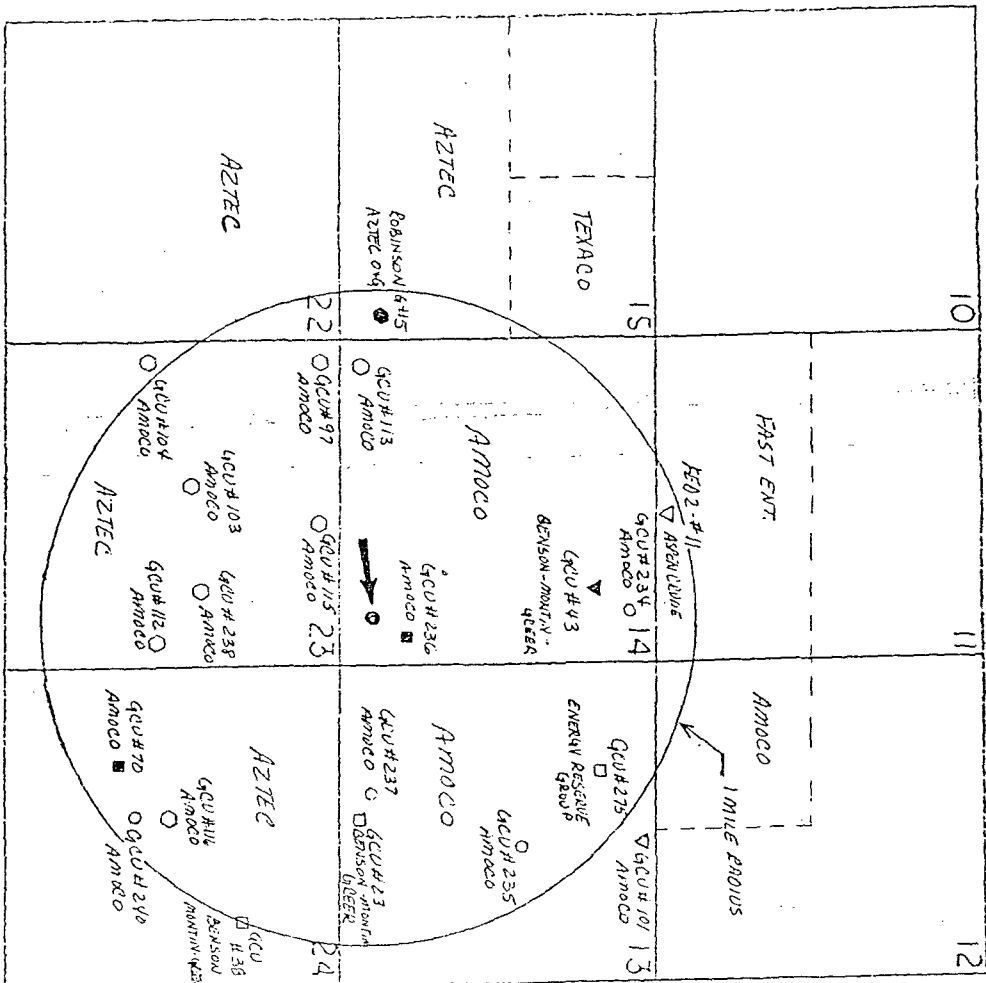 10
11
12
FAST ENT.
AMOCO
1 MILE RADIUS
TEXACO
15
14
13
FED 2-#11
GCU#234
AMOCO
GCU #43
BENSON-MONTIN-
GREER
GCU#275
ENERGY RESERVE
GROUP
GCU#101
AMOCO
AZTEC
ROBINSON G#15
AZTEC O&G
AMOCO
GCU#113
AMOCO
GCU#236
AMOCO
AMOCO
GCU#235
AMOCO
GCU#237
AMOCO
GCU#23
BENSON-MONTIN
GREER
22
23
24
AZTEC
GCU#97
AMOCO
GCU#115
AMOCO
GCU#104
AMOCO
GCU#103
AMOCO
GCU#238
AMOCO
AZTEC
GCU#112
AMOCO
AZTEC
GCU#70
AMOCO
GCU#116
AMOCO
GCU#240
AMOCO
GCU
#38
BENSON
MONTIN-GREER